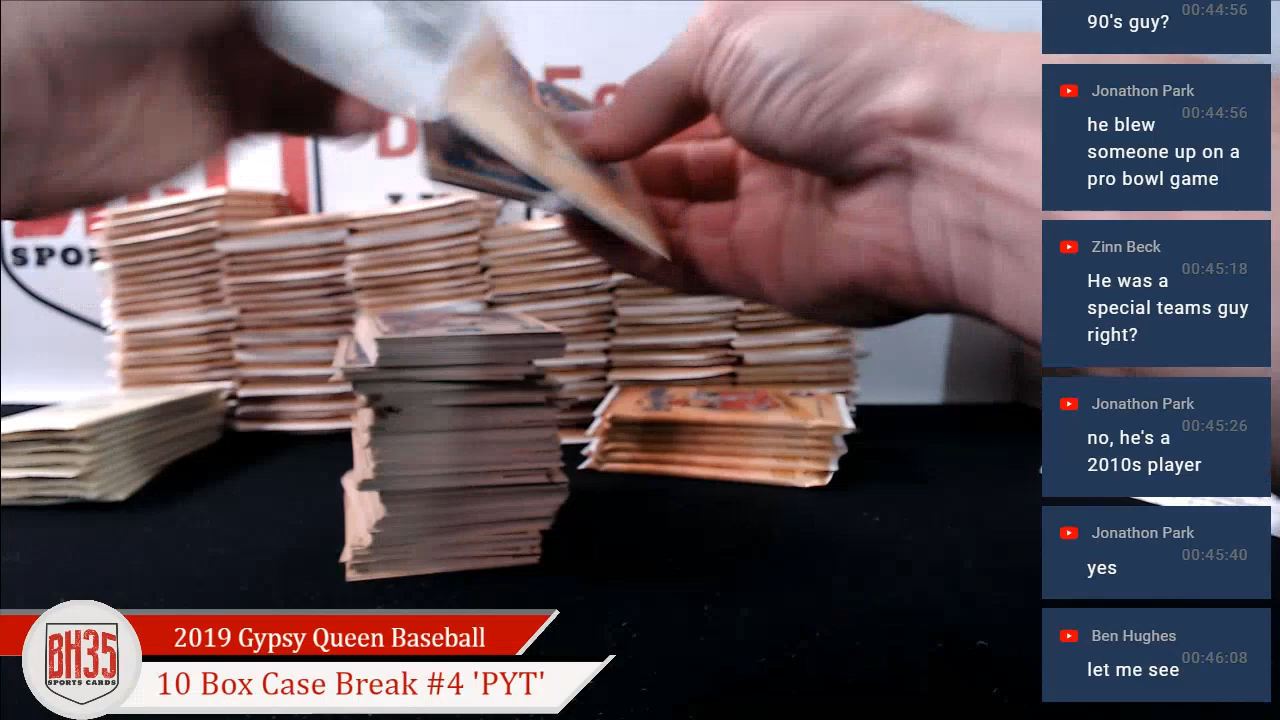 90's guy?
00:44:56
Jonathon Park
00:44:56
he blew
someone up on a
pro bowl game
Zinn Beck
00:45:18
He was a
special teams guy
right?
Jonathon Park
00:45:26
no, he's a
2010s player
Jonathon Park
00:45:40
yes
Ben Hughes
00:46:08
let me see
2019 Gypsy Queen Baseball
10 Box Case Break #4 'PYT'
BH35
SPORTS CARDS